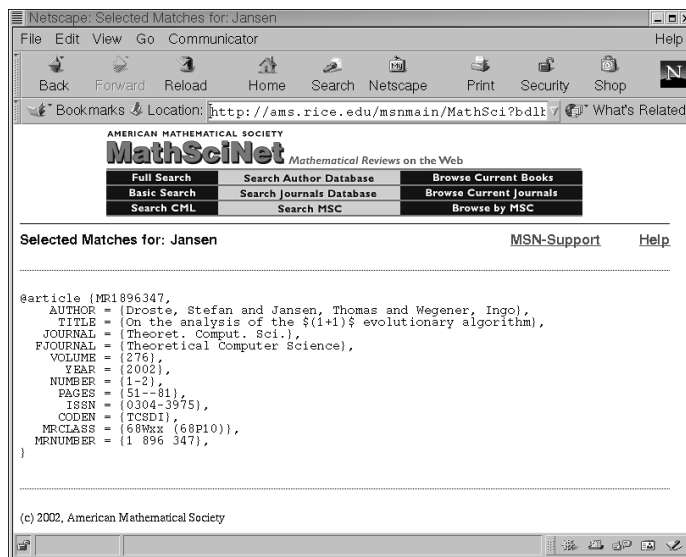 Netscape: Selected Matches for: Jansen
File Edit View Go Communicator Help
Back Forward Reload Home Search Netscape Print Security Shop N
My
Bookmarks Location: http://ams.rice.edu/msnmain/MathSci?bdlb What's Related
AMERICAN MATHEMATICAL SOCIETY
MathSciNet Mathematical Reviews on the Web
Full Search Search Author Database Browse Current Books
Basic Search Search Journals Database Browse Current Journals
Search CML Search MSC Browse by MSC
Selected Matches for: Jansen MSN-Support Help
@article {MR1896347,
AUTHOR = {Droste, Stefan and Jansen, Thomas and Wegener, Ingo},
TITLE = {On the analysis of the $(1+1)$ evolutionary algorithm},
JOURNAL = {Theoret. Comput. Sci.},
FJOURNAL = {Theoretical Computer Science},
VOLUME = {276},
YEAR = {2002},
NUMBER = {1-2},
PAGES = {51--81},
ISSN = {0304-3975},
CODEN = {TCSDI},
MRCLASS = {68Wxx (68P10)},
MRNUMBER = {1 896 347},
}
(c) 2002, American Mathematical Society